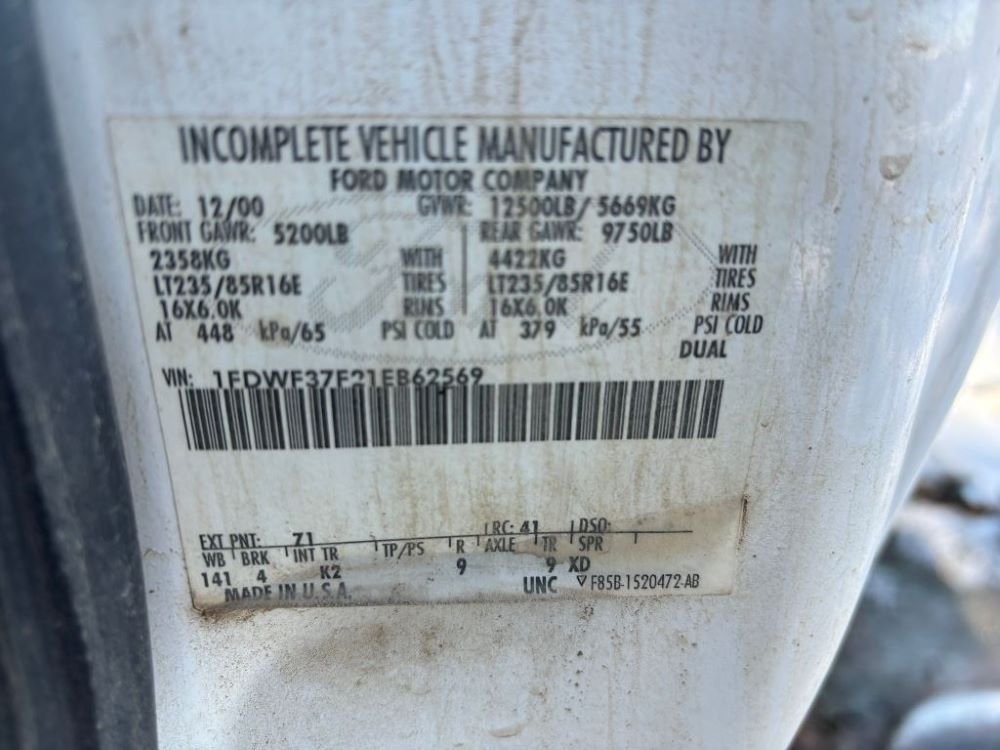 INCOMPLETE VEHICLE MANUFACTURED BY
FORD MOTOR COMPANY
DATE: 12/00 GVWR: 12500LB/ 5669KG
FRONT GAWR: 5200LB REAR GAWR: 9750LB
2358KG WITH 4422KG WITH
LT235/85R16E TIRES LT235/85R16E TIRES
16X6.0K RIMS 16X6.0K RIMS
AT 448 kPa/65 PSI COLD AT 379 kPa/55 PSI COLD
DUAL
VIN: 1FDWF37F21EB62569
EXT PNT: Z1 RC: 41 DSO:
WB BRK INT TR TP/PS R AXLE TR SPR
141 4 K2 9 9 XD
MADE IN U.S.A. UNC F85B-1520472-AB